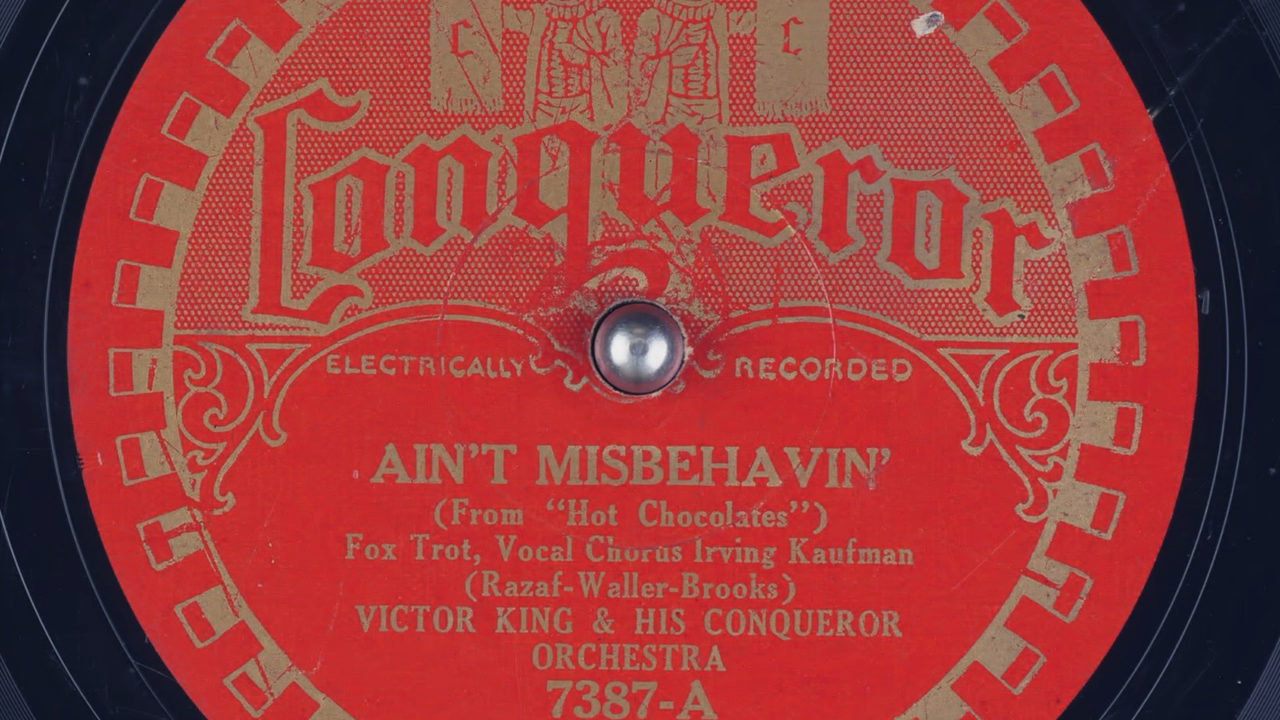 C C
Conqueror
ELECTRICALLY RECORDED
AIN'T MISBEHAVIN'
(From "Hot Chocolates")
Fox Trot, Vocal Chorus Irving Kaufman
(Razaf-Waller-Brooks)
VICTOR KING & HIS CONQUEROR
ORCHESTRA
7387-A